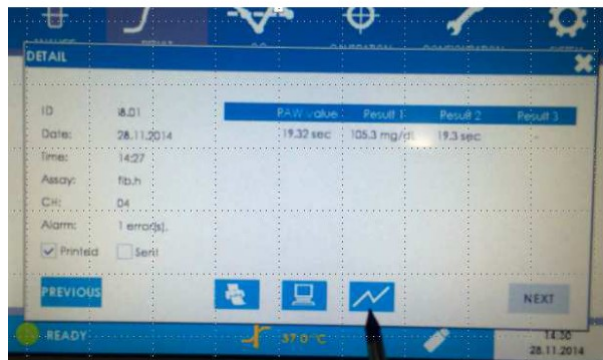 DETAIL
ID 18.01 RAW value Result 1 Result 2 Result 3
Date: 28.11.2014 19.32 sec 105.3 mg/dl 19.3 sec -
Time: 14:27
Assay: fib.h
CH: 04
Alarm: 1 error(s).
Printed Sent
PREVIOUS NEXT
READY 37.0°C 14:30
28.11.2014